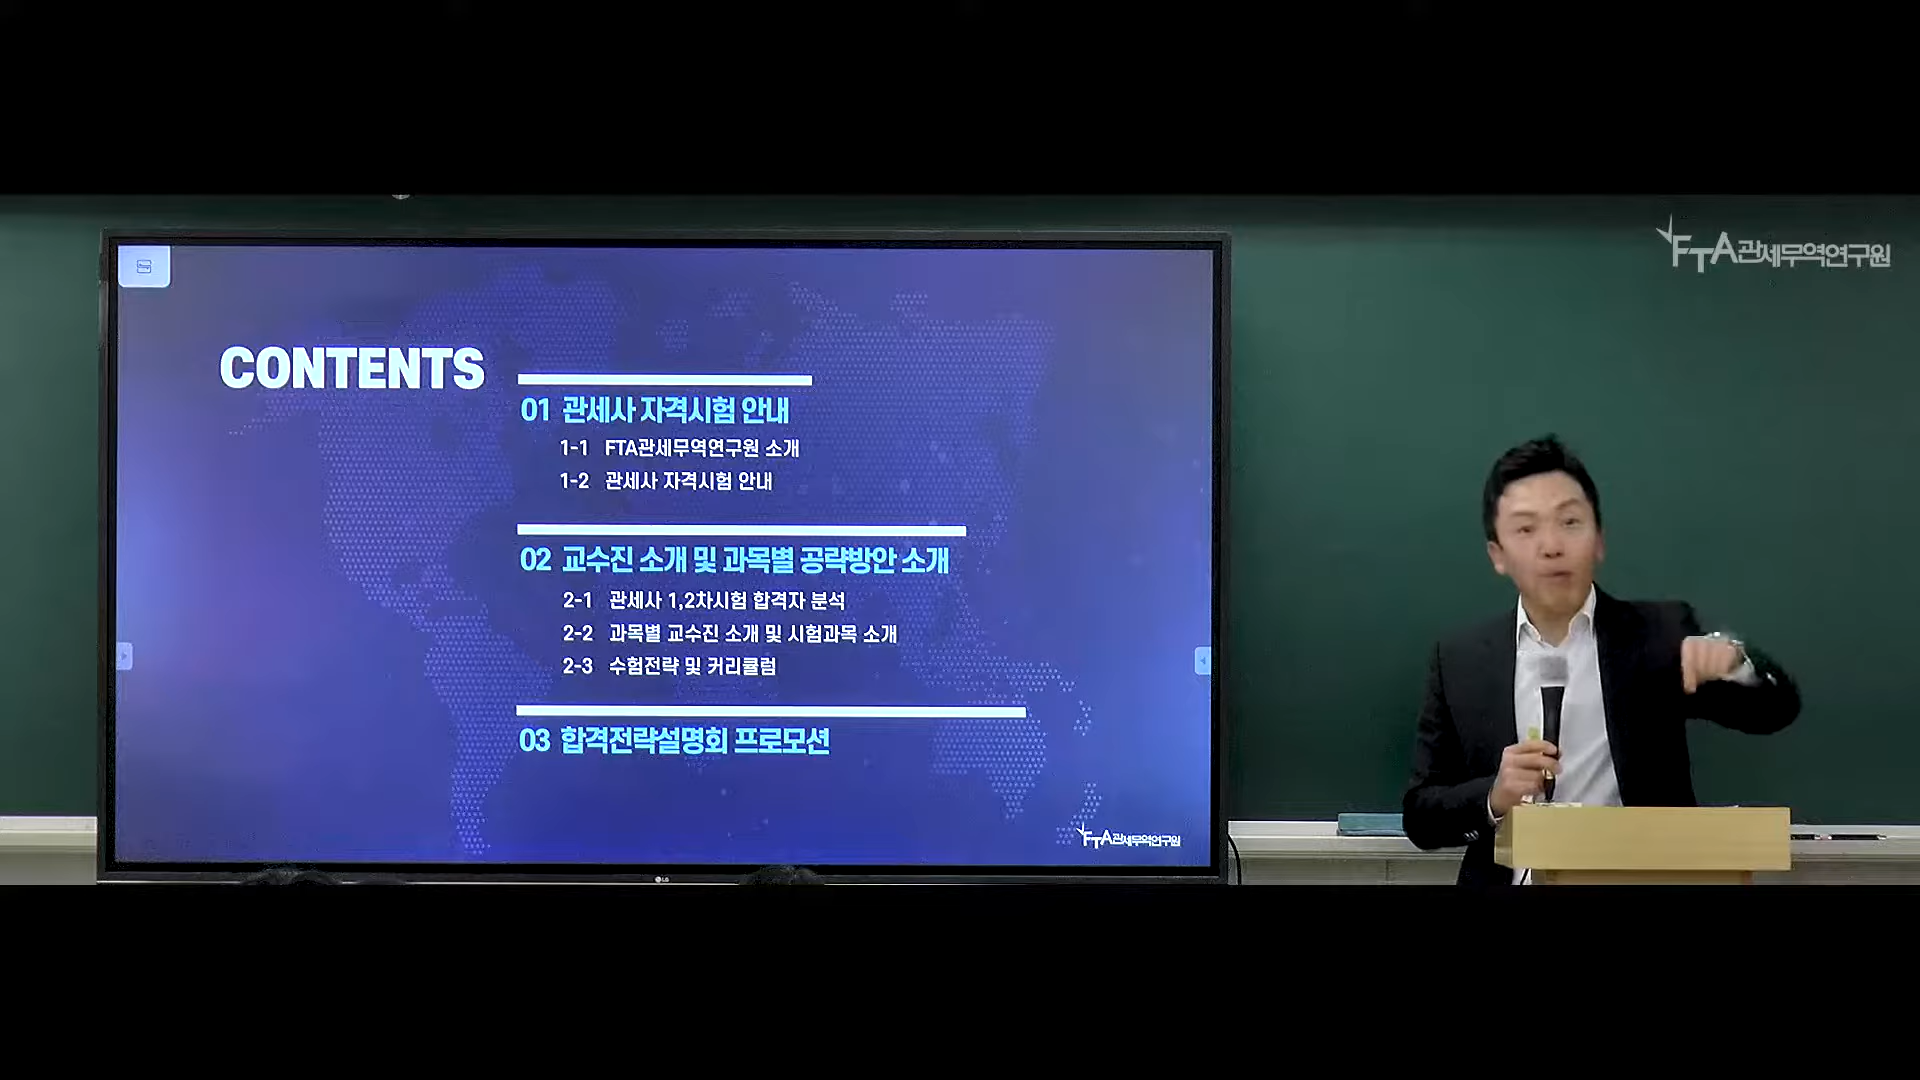 FTA관세무역연구원
CONTENTS
01 관세사 자격시험 안내
1-1 FTA관세무역연구원 소개
1-2 관세사 자격시험 안내
02 교수진 소개 및 과목별 공략방안 소개
2-1 관세사 1,2차시험 합격자 분석
2-2 과목별 교수진 소개 및 시험과목 소개
2-3 수험전략 및 커리큘럼
03 합격전략설명회 프로모션
FTA관세무역연구원
LG